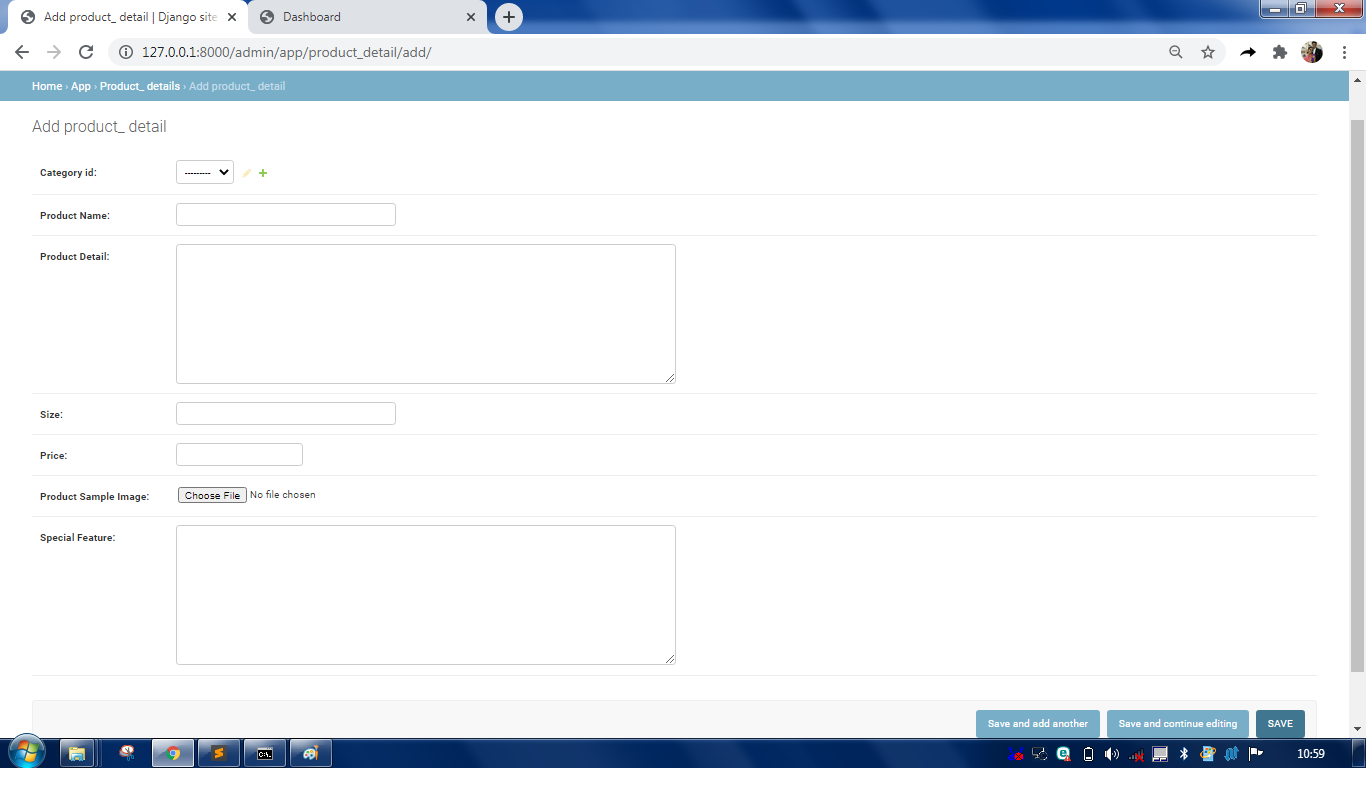 Add product_ detail | Django site
Dashboard
127.0.0.1:8000/admin/app/product_detail/add/
Home › App › Product_ details › Add product_ detail
Add product_ detail
Category id:
---------
Product Name:
Product Detail:
Size:
Price:
Product Sample Image:
Choose File No file chosen
Special Feature:
Save and add another
Save and continue editing
SAVE
C:\.
10:59